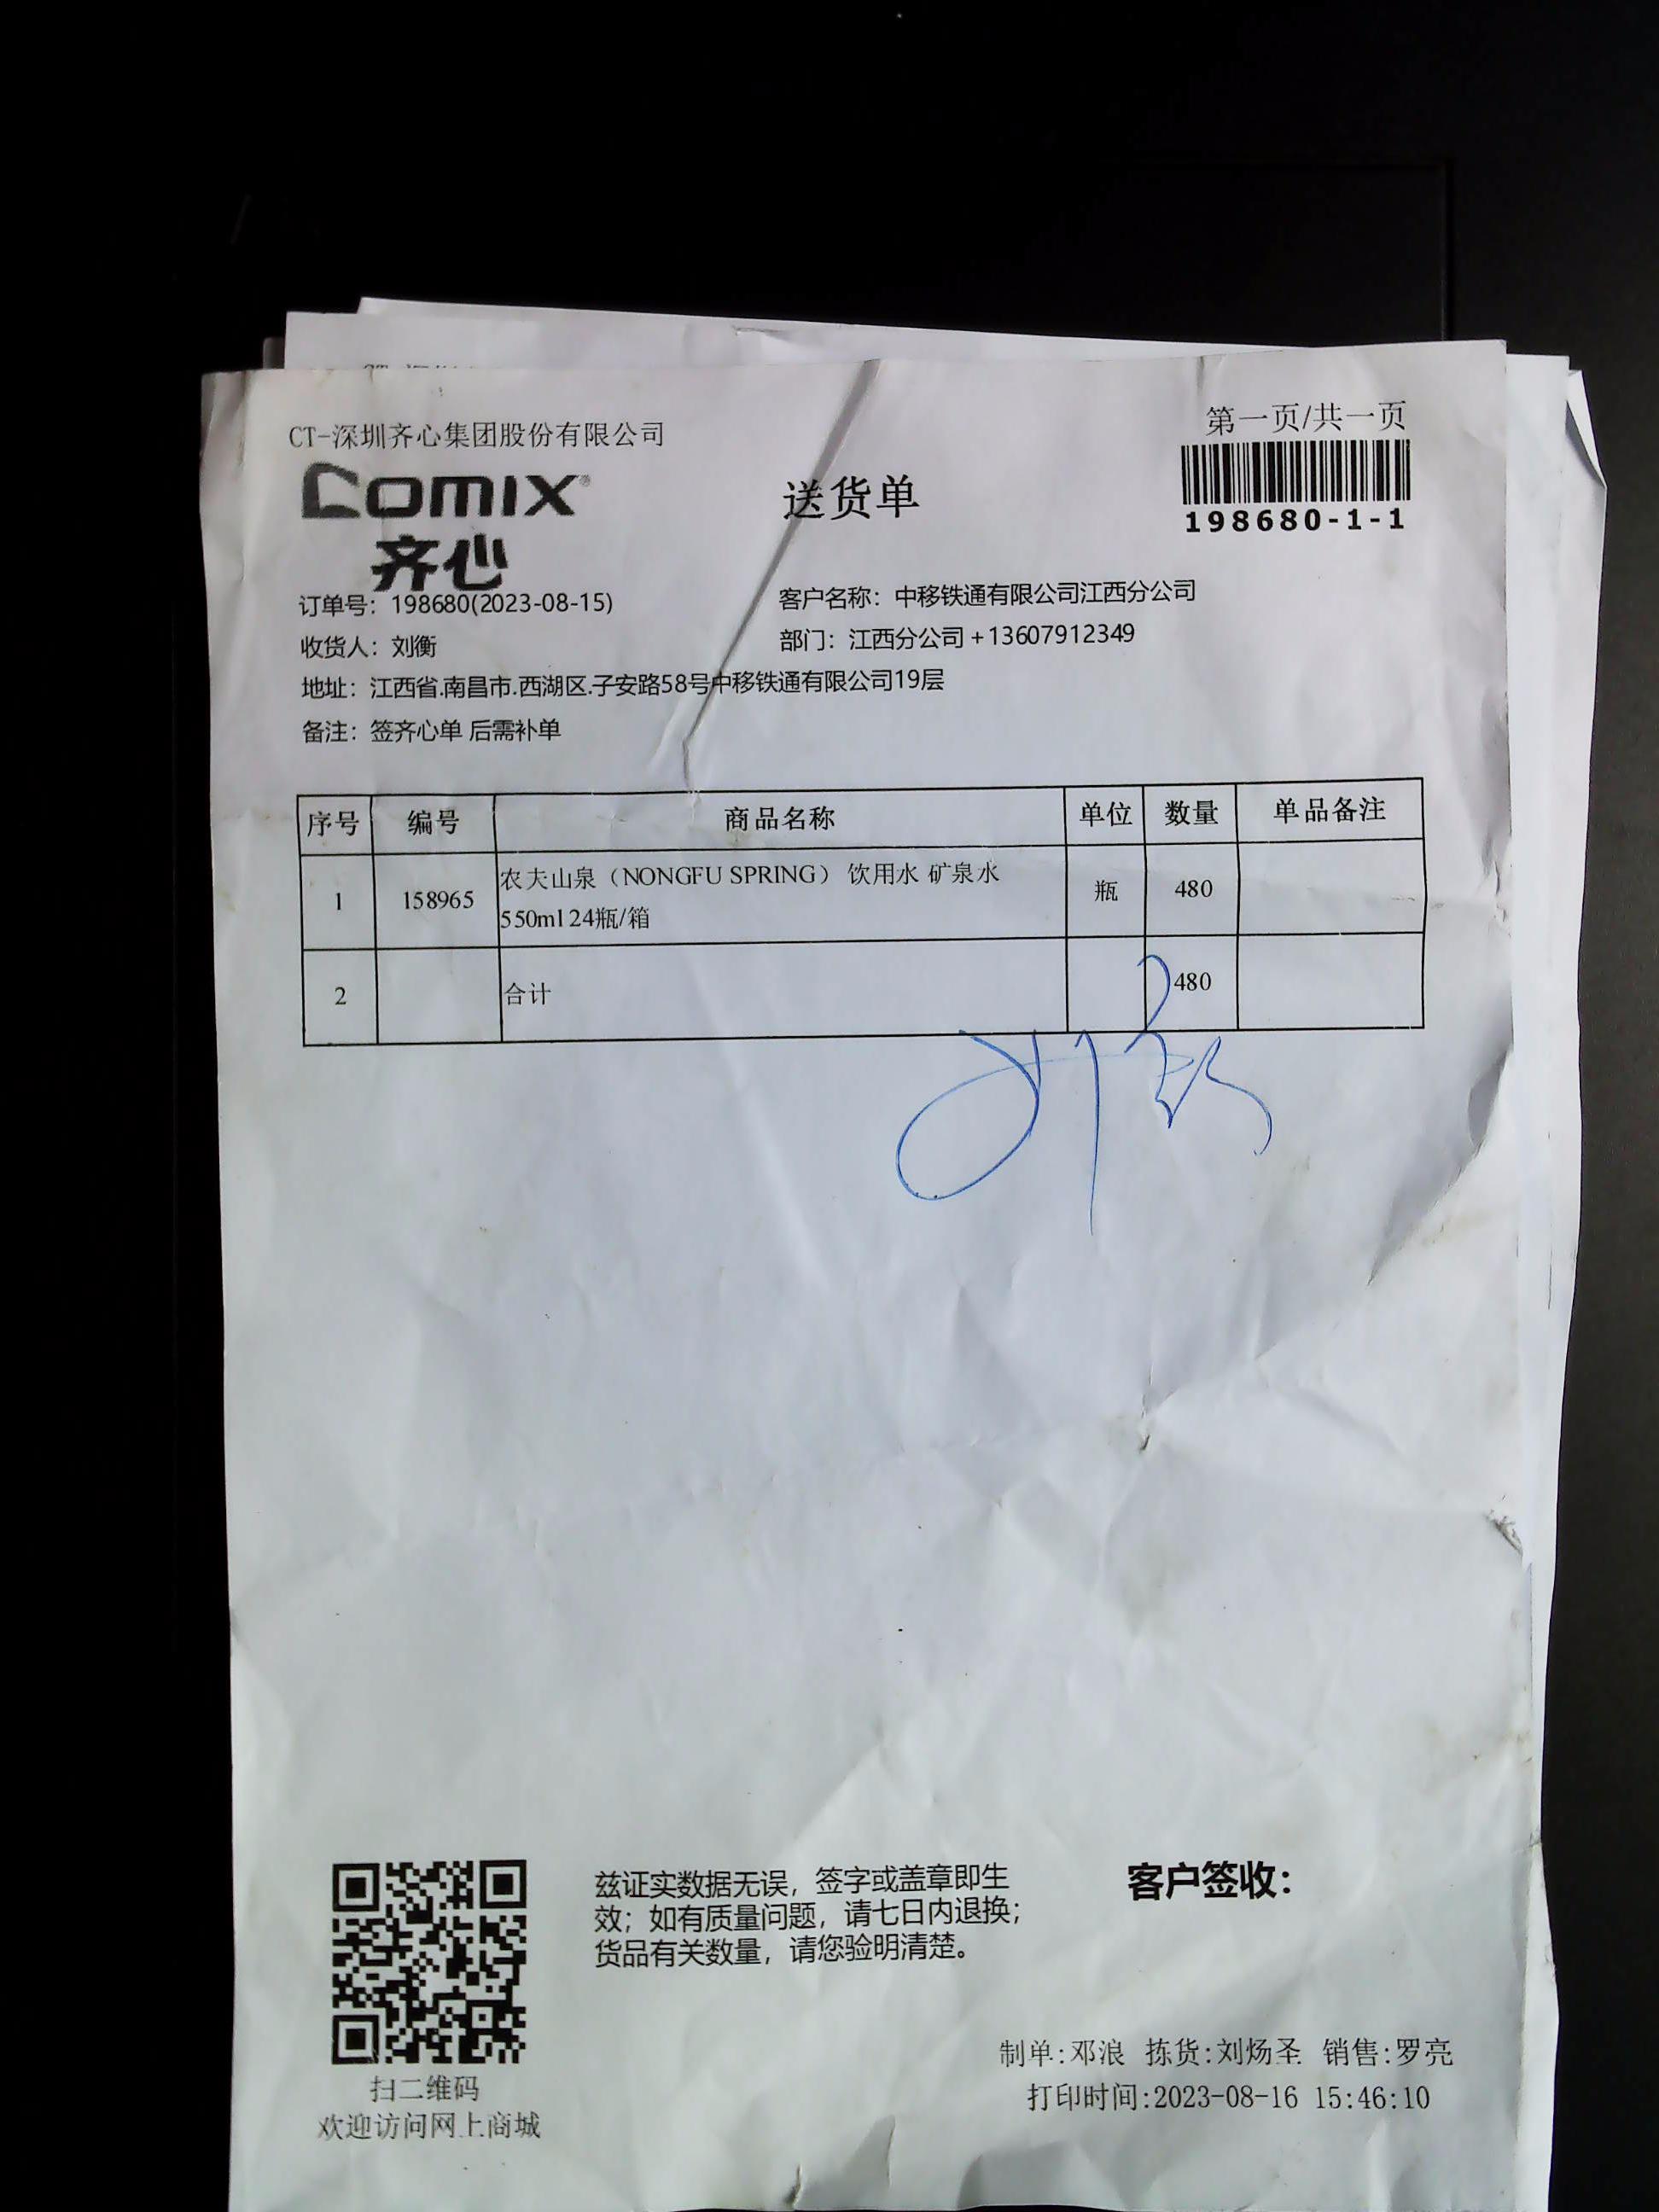 第一页/共一页
CT-深圳齐心集团股份有限公司
comix®
齐心
送货单
198680-1-1
订单号：198680(2023-08-15)
客户名称：中移铁通有限公司江西分公司
收货人：刘衡
部门：江西分公司+13607912349
地址：江西省.南昌市.西湖区.子安路58号中移铁通有限公司19层
备注：签齐心单 后需补单
序号 编号 商品名称 单位 数量 单品备注
1 158965 农夫山泉（NONGFU SPRING） 饮用水 矿泉水 瓶 480
550ml 24瓶/箱
2 合计 480
兹证实数据无误，签字或盖章即生
效；如有质量问题，请七日内退换；
货品有关数量，请您验明清楚。
客户签收：
扫二维码
欢迎访问网上商城
制单:邓浪 拣货:刘炀圣 销售:罗亮
打印时间:2023-08-16 15:46:10